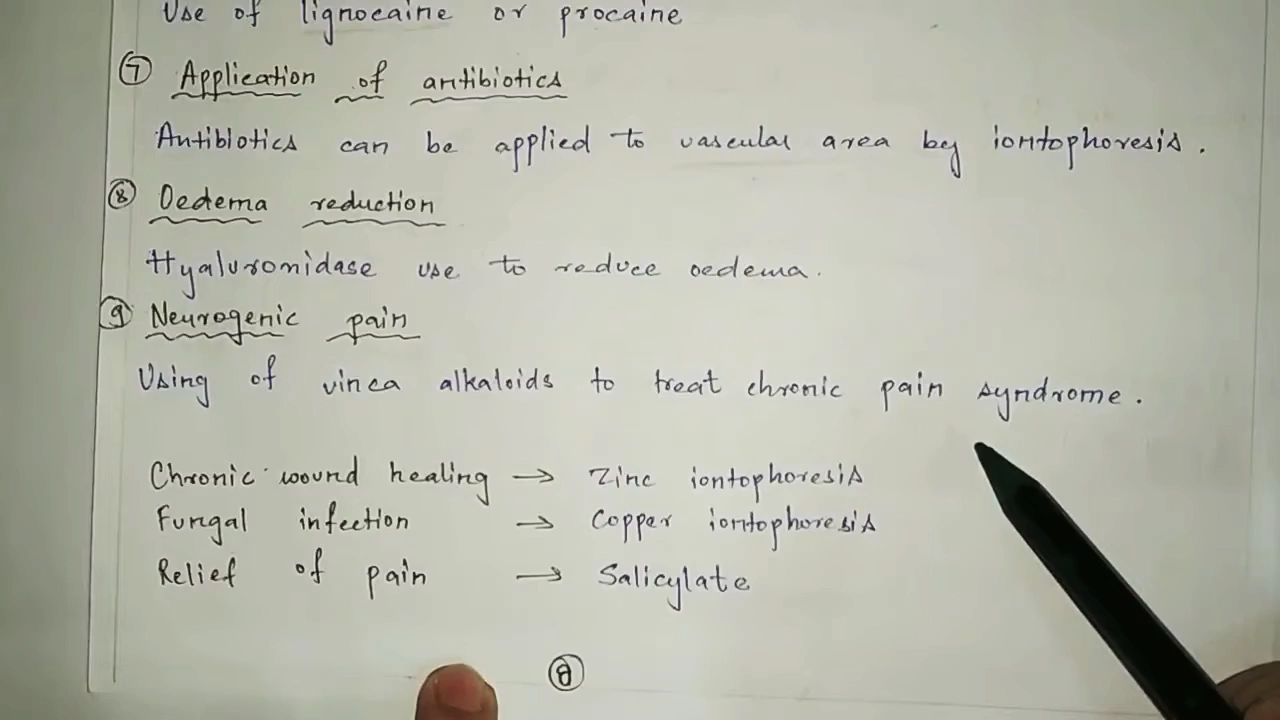 Use of lignocaine or procaine
⑦ Application of antibiotics
Antibiotics can be applied to vascular area by iontophoresis.
⑧ Oedema reduction
Hyaluronidase use to reduce oedema.
⑨ Neurogenic pain
Using of vinca alkaloids to treat chronic pain syndrome.
Chronic wound healing → Zinc iontophoresis
Fungal infection → Copper iontophoresis
Relief of pain → Salicylate
⑧